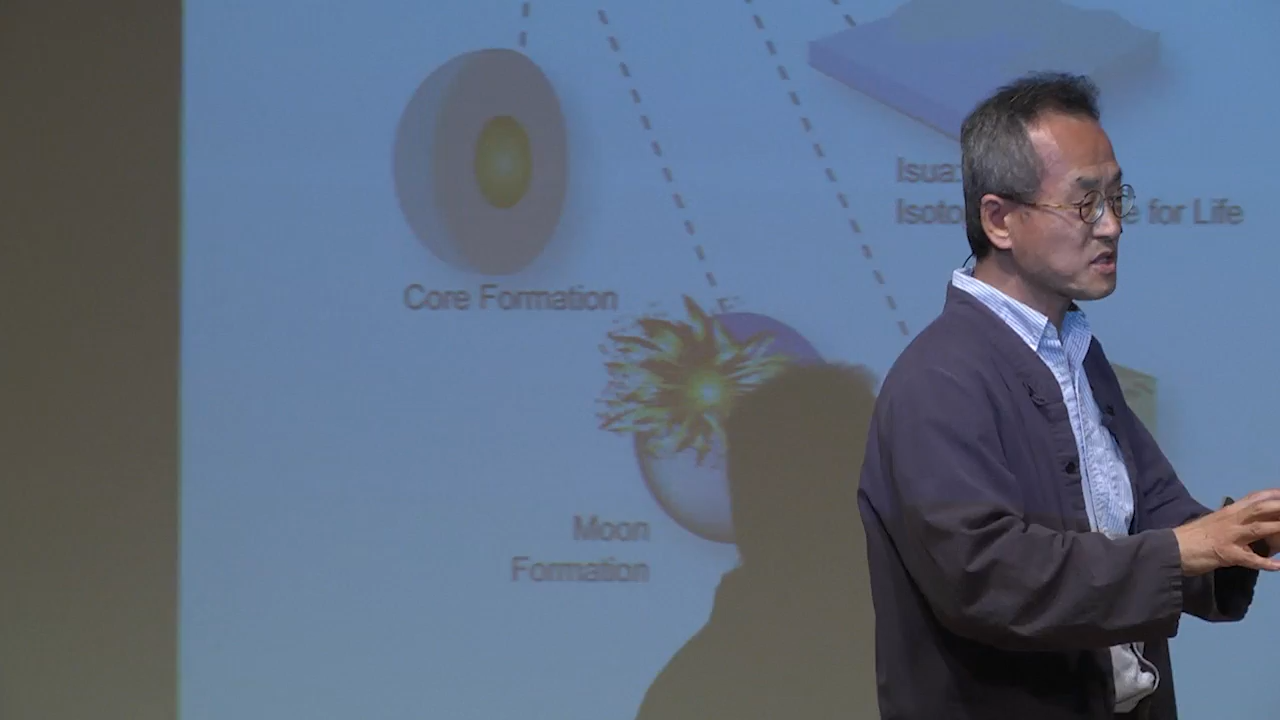 Isua:
Isoto e for Life
Core Formation
Moon
Formation